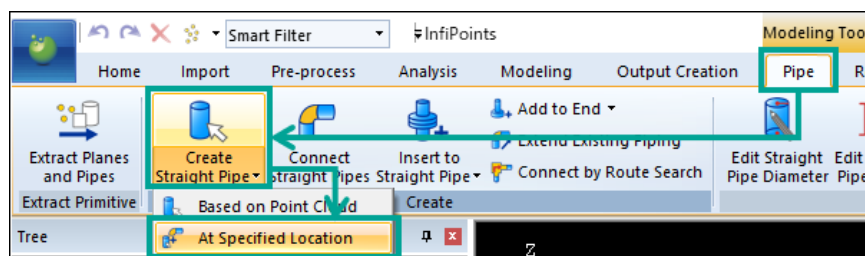 Smart Filter
InfiPoints
Modeling Too
Home Import Pre-process Analysis Modeling Output Creation Pipe R
Extract Planes
and Pipes
Create
Straight Pipe
Connect
Straight Pipes
Insert to
Straight Pipe
Add to End
Extend Existing Piping
Connect by Route Search
Edit Straight
Pipe Diameter
Edit
Pipe
Extract Primitive
Create
Based on Point Cloud
At Specified Location
Tree
Z